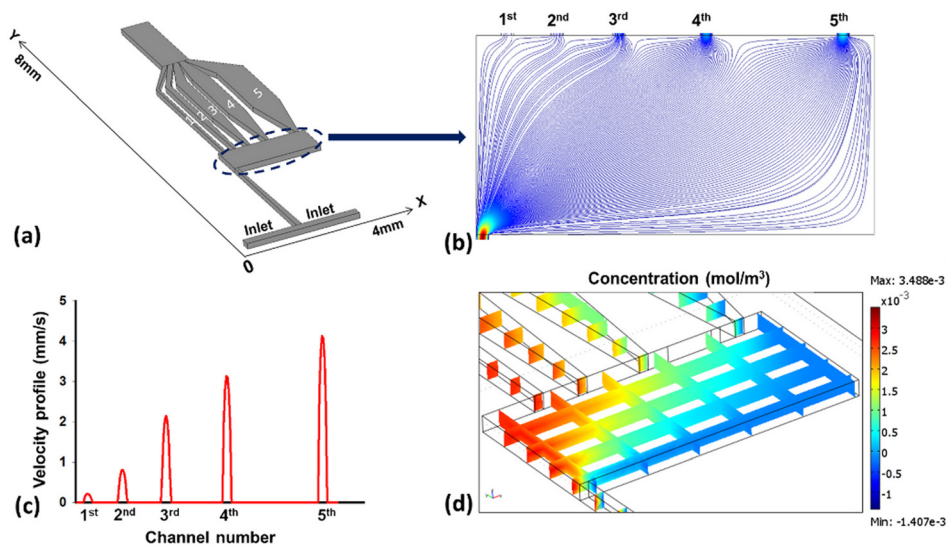 Y
8mm
1
2
3
4
5
Inlet
Inlet
X
4mm
0
(a)
1st
2nd
3rd
4th
5th
(b)
Velocity profile (mm/s)
5
4
3
2
1
0
1st
2nd
3rd
4th
5th
Channel number
(c)
Concentration (mol/m³)
Max: 3.488e-3
×10⁻³
3
2.5
2
1.5
1
0.5
0
-0.5
-1
Min: -1.407e-3
(d)